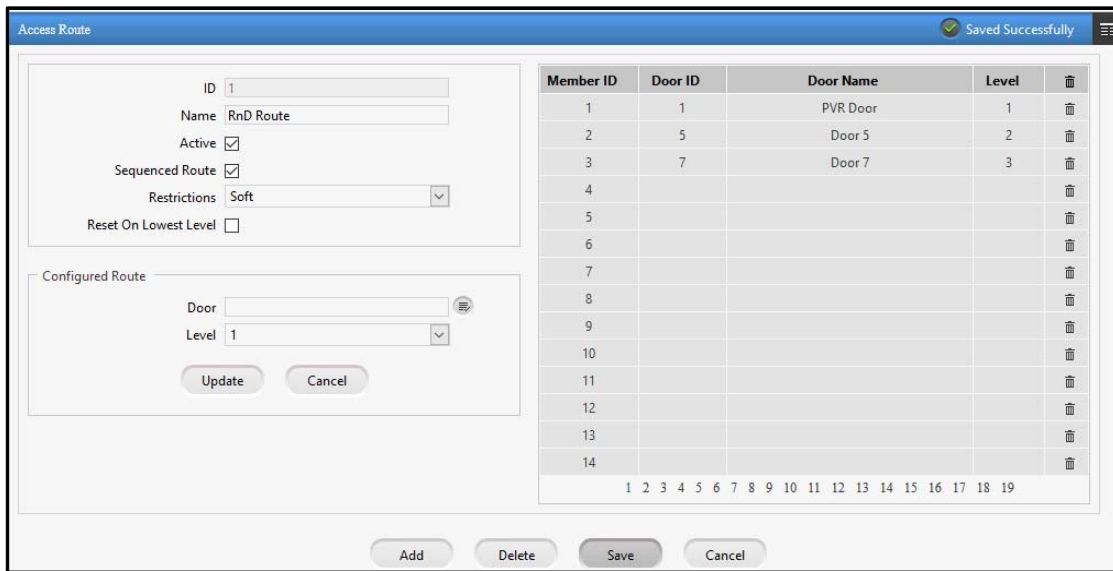 Access Route
Saved Successfully
ID 1
Name RnD Route
Active
Sequenced Route
Restrictions Soft
Reset On Lowest Level
Configured Route
Door
Level 1
Update Cancel
Member ID Door ID Door Name Level
1 1 PVR Door 1
2 5 Door 5 2
3 7 Door 7 3
4
5
6
7
8
9
10
11
12
13
14
1 2 3 4 5 6 7 8 9 10 11 12 13 14 15 16 17 18 19
Add Delete Save Cancel